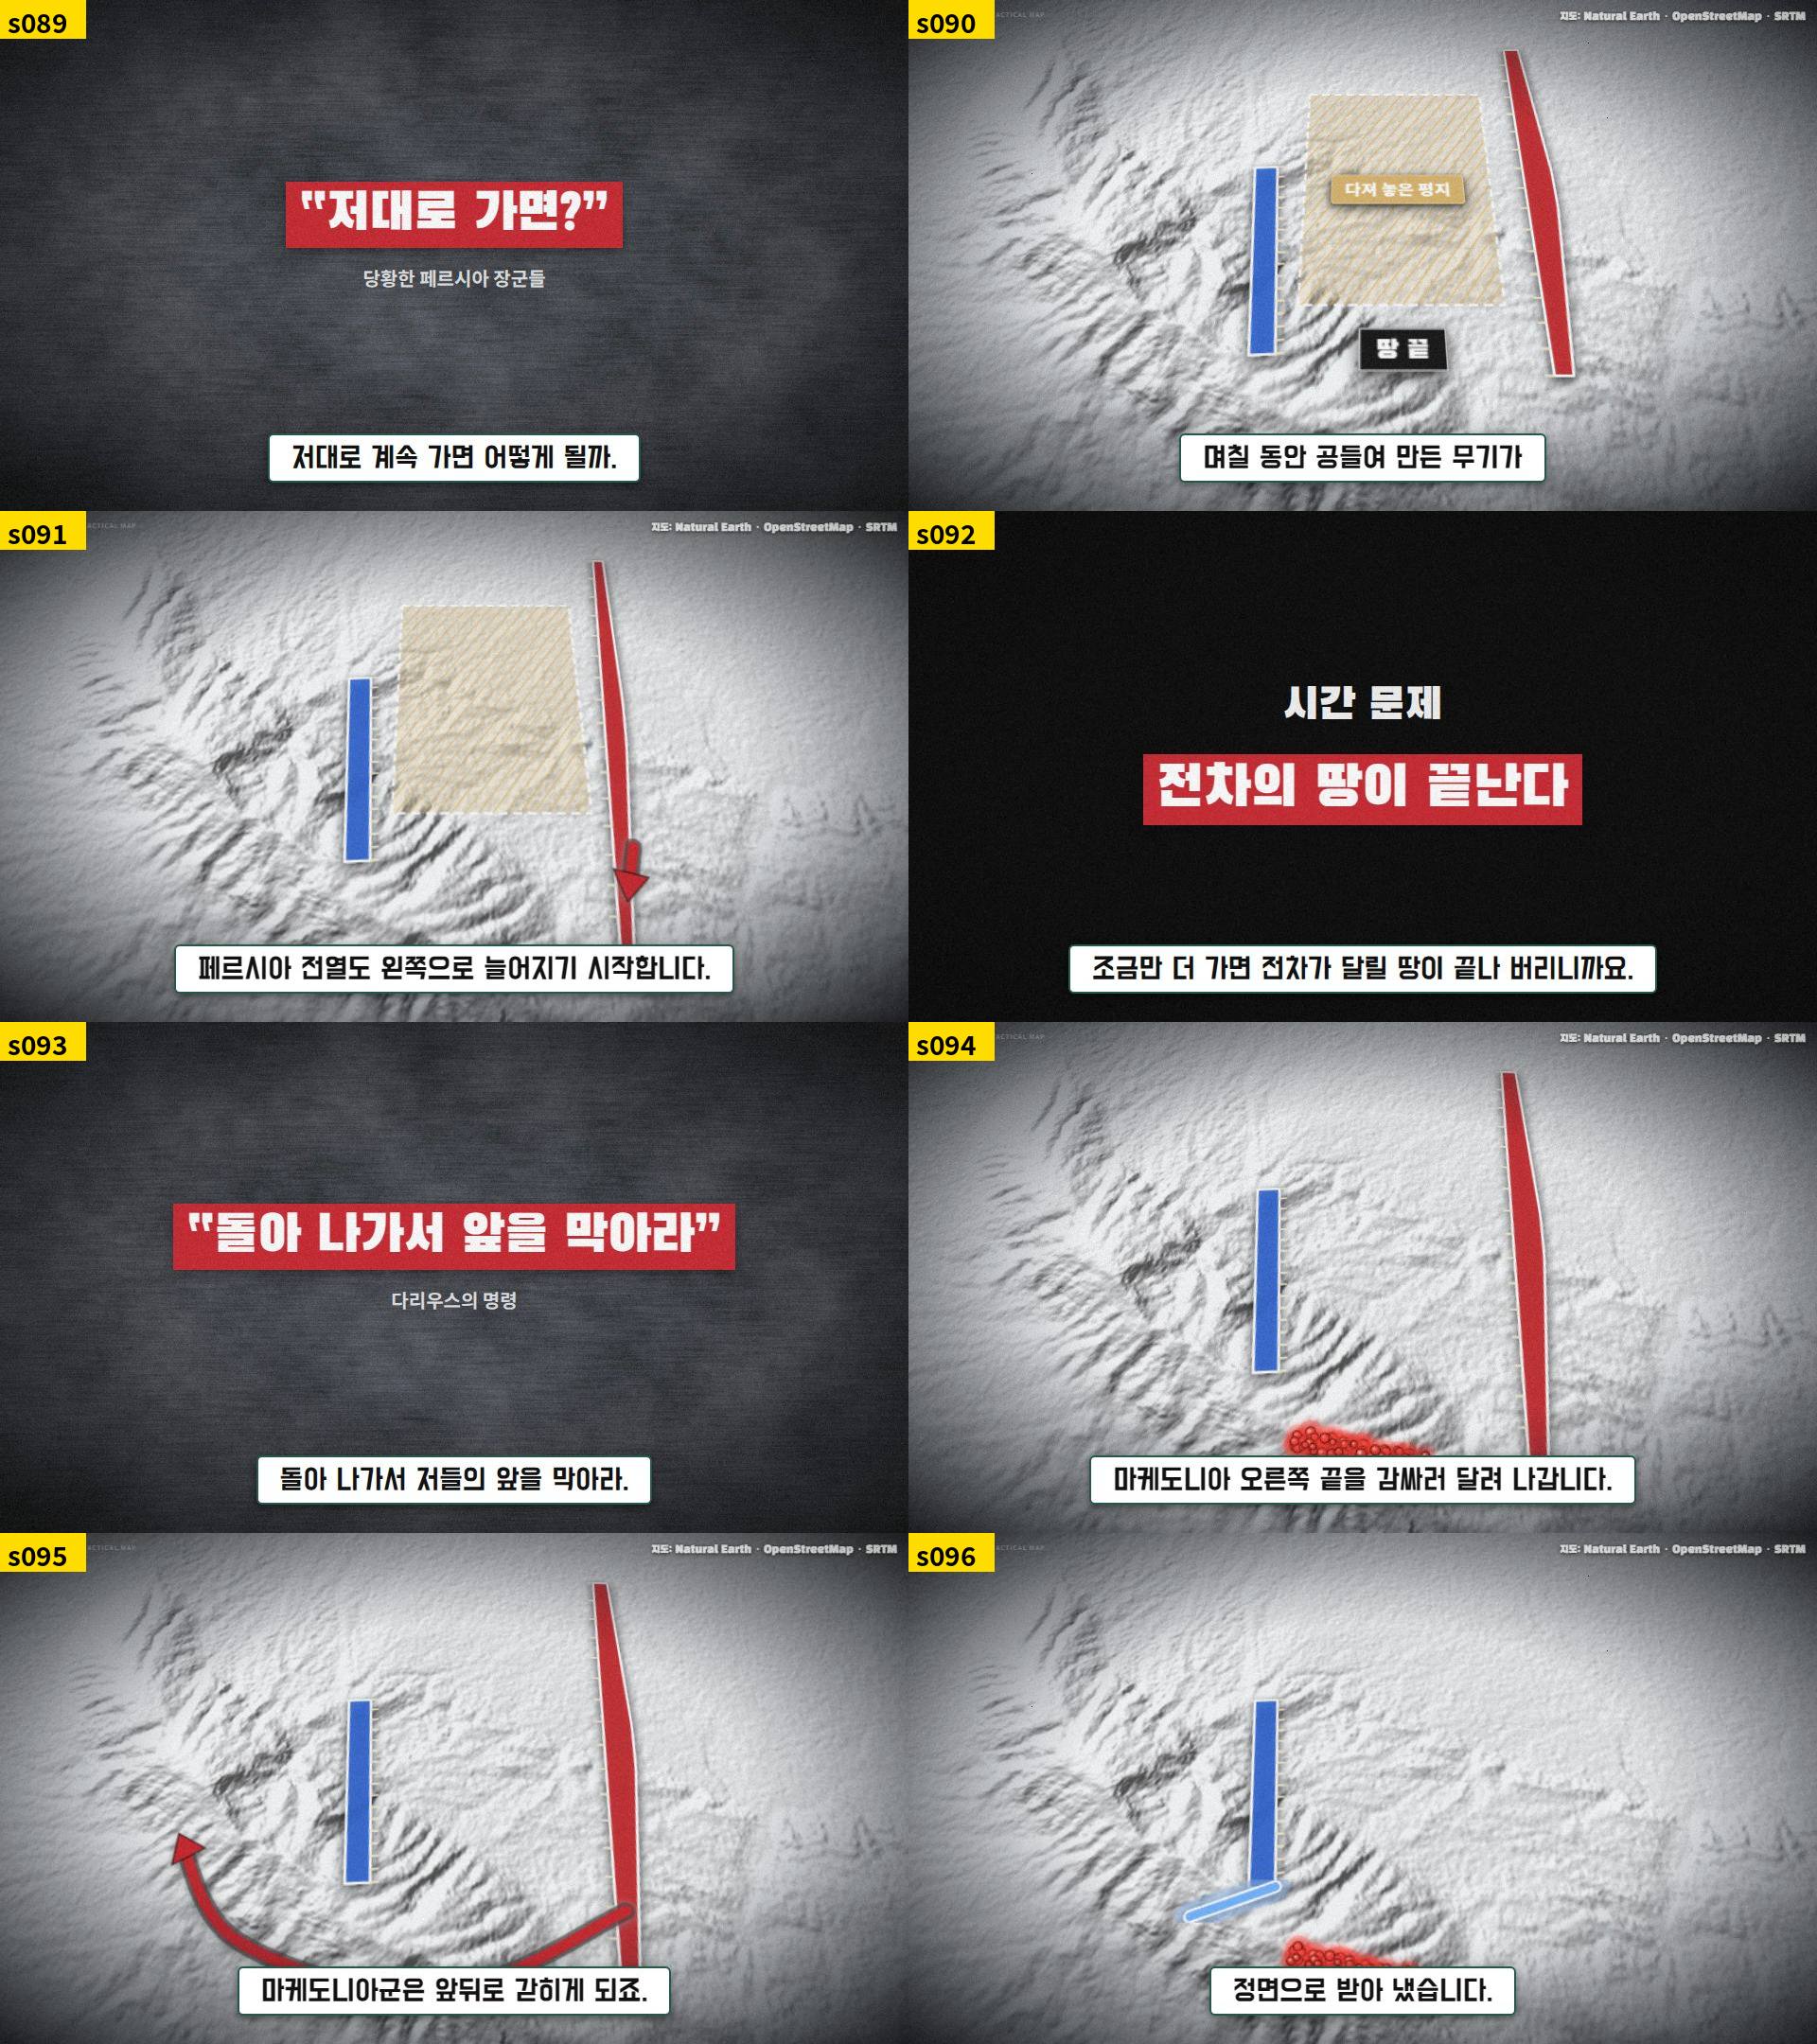 s089
"저대로 가면?"
당황한 페르시아 장군들
저대로 계속 가면 어떻게 될까.
s090
지도: Natural Earth · OpenStreetMap · SRTM
다져 놓은 평지
땅 끝
며칠 동안 공들여 만든 무기가
s091
TACTICAL MAP
지도: Natural Earth · OpenStreetMap · SRTM
페르시아 전열도 왼쪽으로 늘어지기 시작합니다.
s092
시간 문제
전차의 땅이 끝난다
조금만 더 가면 전차가 달릴 땅이 끝나 버리니까요.
s093
"돌아 나가서 앞을 막아라"
다리우스의 명령
돌아 나가서 저들의 앞을 막아라.
s094
지도: Natural Earth · OpenStreetMap · SRTM
마케도니아 오른쪽 끝을 감싸러 달려 나갑니다.
s095
지도: Natural Earth · OpenStreetMap · SRTM
마케도니아군은 앞뒤로 갇히게 되죠.
s096
지도: Natural Earth · OpenStreetMap · SRTM
정면으로 받아 냈습니다.